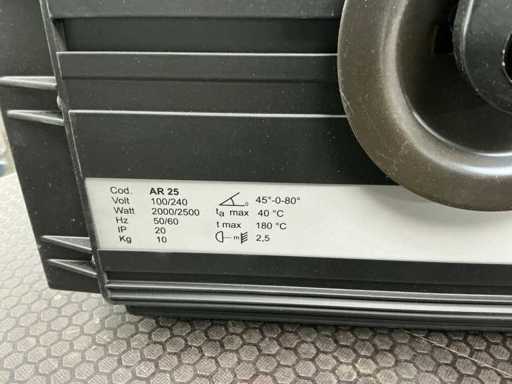 Cod. AR 25
Volt 100/240
Watt 2000/2500
Hz 50/60
IP 20
Kg 10
45°-0-80°
ta max 40 °C
t max 180 °C
m 2,5